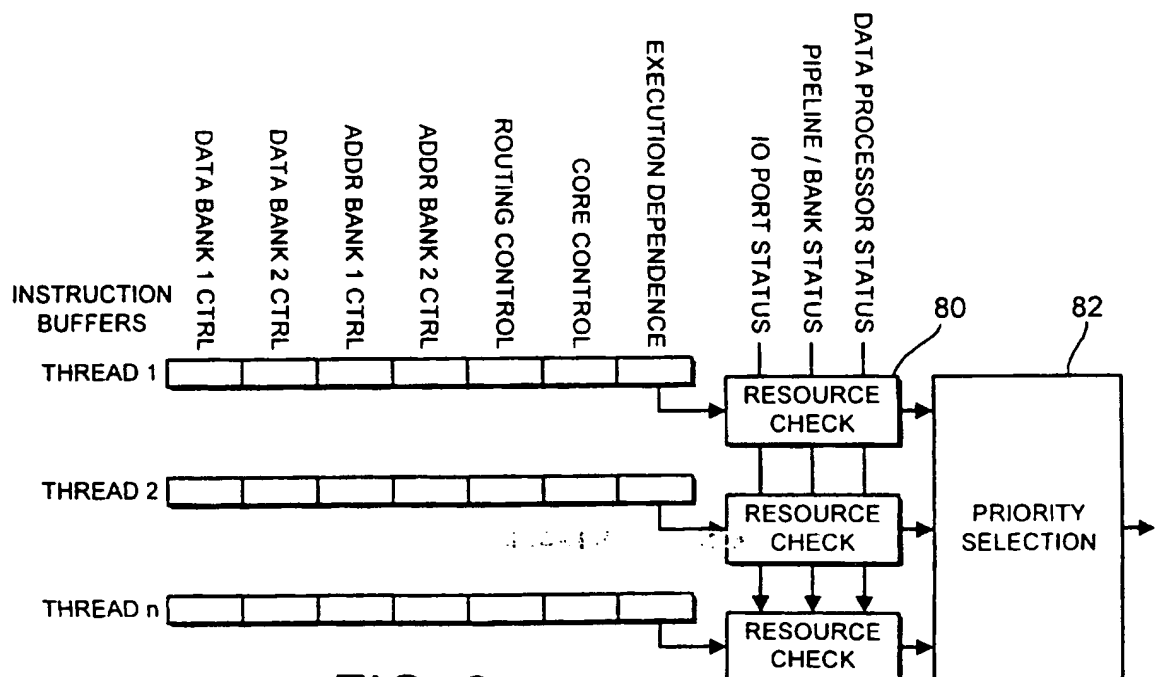 DATA BANK 1 CTRL
DATA BANK 2 CTRL
ADDR BANK 1 CTRL
ADDR BANK 2 CTRL
ROUTING CONTROL
CORE CONTROL
EXECUTION DEPENDENCE
IO PORT STATUS
PIPELINE / BANK STATUS
DATA PROCESSOR STATUS
INSTRUCTION
BUFFERS
80
82
THREAD 1
RESOURCE
CHECK
THREAD 2
RESOURCE
CHECK
PRIORITY
SELECTION
THREAD n
RESOURCE
CHECK